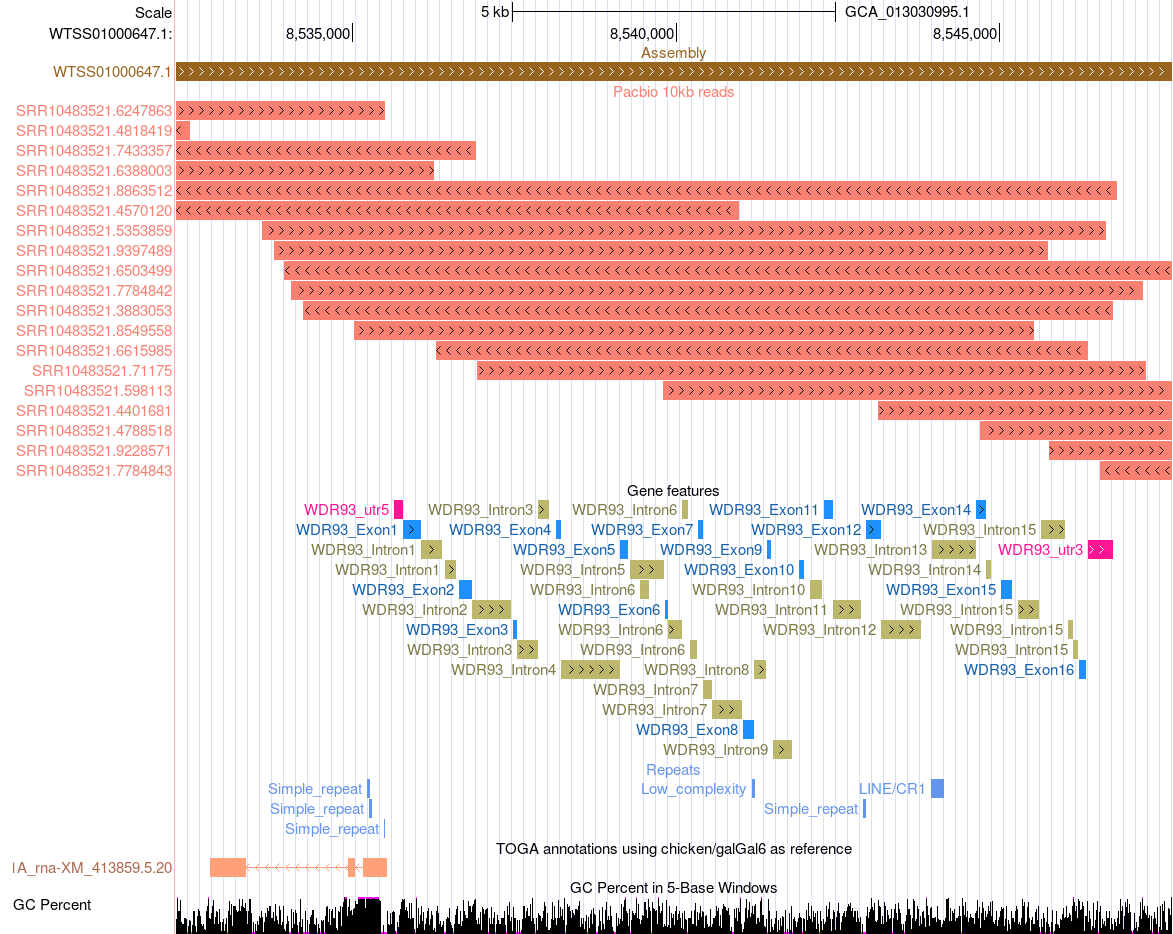 Scale 5 kb GCA_013030995.1
WTSS01000647.1: 8,535,000 8,540,000 8,545,000
Assembly
WTSS01000647.1
Pacbio 10kb reads
SRR10483521.6247863
SRR10483521.4818419
SRR10483521.7433357
SRR10483521.6388003
SRR10483521.8863512
SRR10483521.4570120
SRR10483521.5353859
SRR10483521.9397489
SRR10483521.6503499
SRR10483521.7784842
SRR10483521.3883053
SRR10483521.8549558
SRR10483521.6615985
SRR10483521.71175
SRR10483521.598113
SRR10483521.4401681
SRR10483521.4788518
SRR10483521.9228571
SRR10483521.7784843
Gene features
WDR93_utr5 WDR93_Intron3 WDR93_Intron6 WDR93_Exon11 WDR93_Exon14
WDR93_Exon1 WDR93_Exon4 WDR93_Exon7 WDR93_Exon12 WDR93_Intron15
WDR93_Intron1 WDR93_Exon5 WDR93_Exon9 WDR93_Intron13 WDR93_utr3
WDR93_Intron1 WDR93_Intron5 WDR93_Exon10 WDR93_Intron14
WDR93_Exon2 WDR93_Intron6 WDR93_Intron10 WDR93_Exon15
WDR93_Intron2 WDR93_Exon6 WDR93_Intron11 WDR93_Intron15
WDR93_Exon3 WDR93_Intron6 WDR93_Intron12 WDR93_Intron15
WDR93_Intron3 WDR93_Intron6 WDR93_Intron15
WDR93_Intron4 WDR93_Intron8 WDR93_Exon16
WDR93_Intron7
WDR93_Intron7
WDR93_Exon8
WDR93_Intron9
Repeats
Simple_repeat Low_complexity LINE/CR1
Simple_repeat Simple_repeat
Simple_repeat
TOGA annotations using chicken/galGal6 as reference
A_rna-XM_413859.5.20
GC Percent in 5-Base Windows
GC Percent